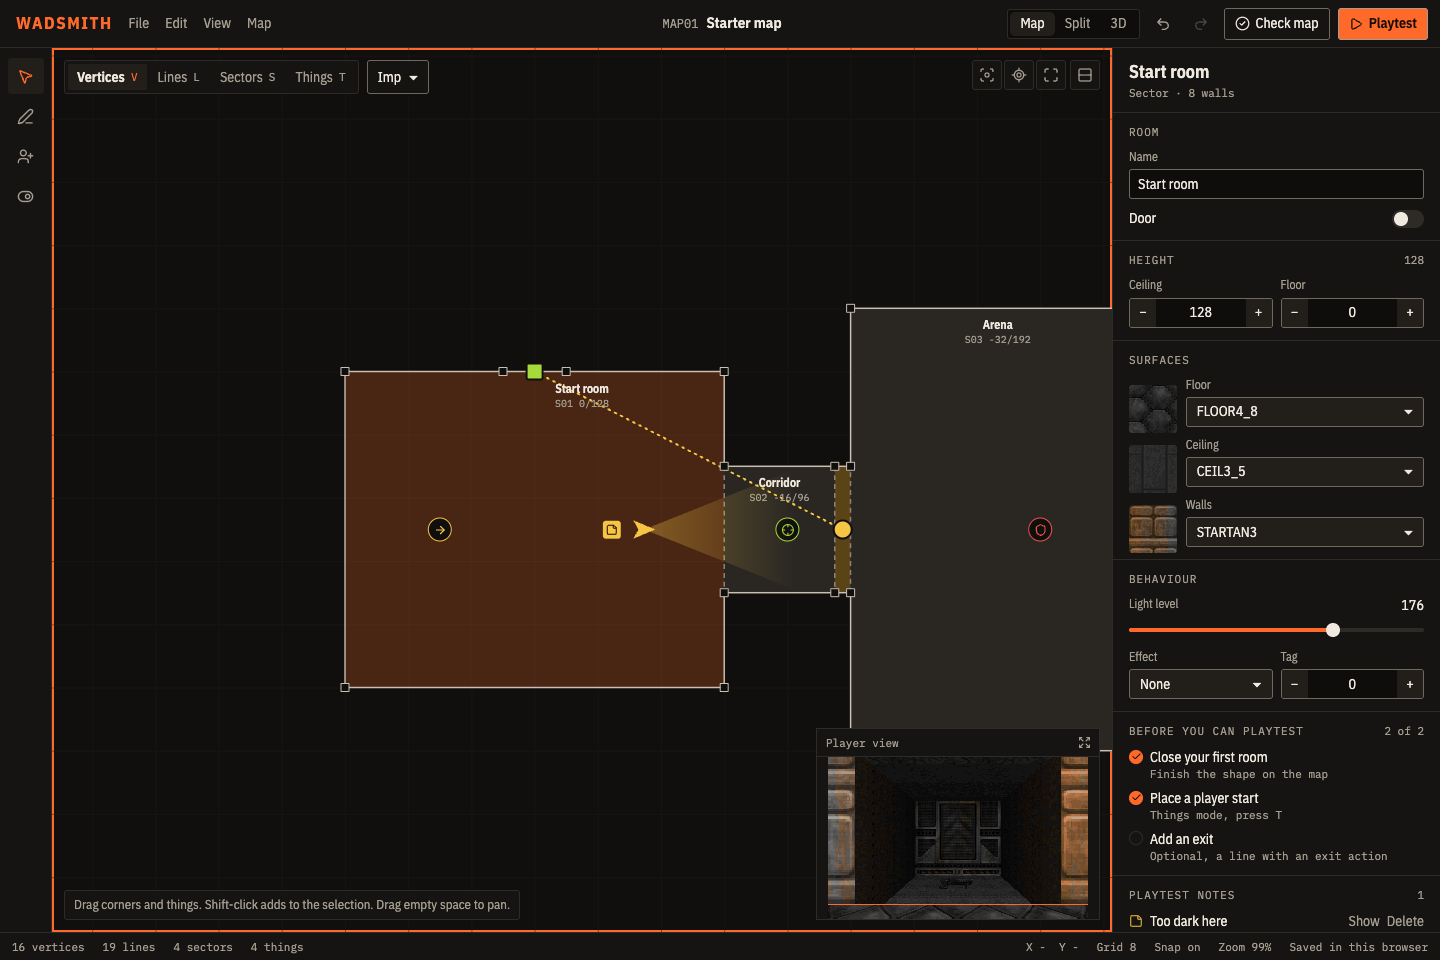 WADSMITH File Edit View Map MAP01 Starter map Map Split 3D Check map Playtest
Vertices V Lines L Sectors S Things T Imp
Arena
S03 -32/192
Start room
S01 0/128
Corridor
S02 -16/96
Player view
Drag corners and things. Shift-click adds to the selection. Drag empty space to pan.
Start room
Sector · 8 walls
ROOM
Name
Start room
Door
HEIGHT 128
Ceiling Floor
− 128 + − 0 +
SURFACES
Floor
FLOOR4_8
Ceiling
CEIL3_5
Walls
STARTAN3
BEHAVIOUR
Light level 176
Effect Tag
None − 0 +
BEFORE YOU CAN PLAYTEST 2 of 2
Close your first room
Finish the shape on the map
Place a player start
Things mode, press T
Add an exit
Optional, a line with an exit action
PLAYTEST NOTES 1
Too dark here Show Delete
16 vertices 19 lines 4 sectors 4 things X - Y - Grid 8 Snap on Zoom 99% Saved in this browser